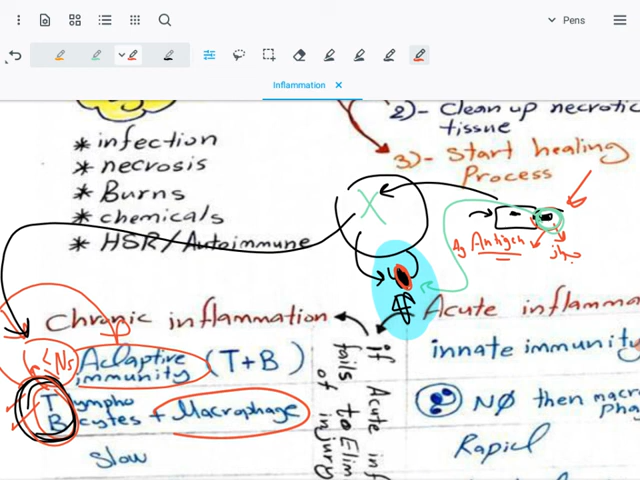 Pens
Inflammation
* infection
* necrosis
* Burns
* chemicals
* HSR/Autoimmune
2)- Clean up necrotic
tissue
3)- Start healing
Process
X
Antigen
Chronic inflammation
Adaptive (T+B)
immunity
T lympho
B cytes + Macrophage
slow
if Acute inf
fails to Elim
of injury
Acute inflamma
innate immunity
NØ then macro
phag
Rapid